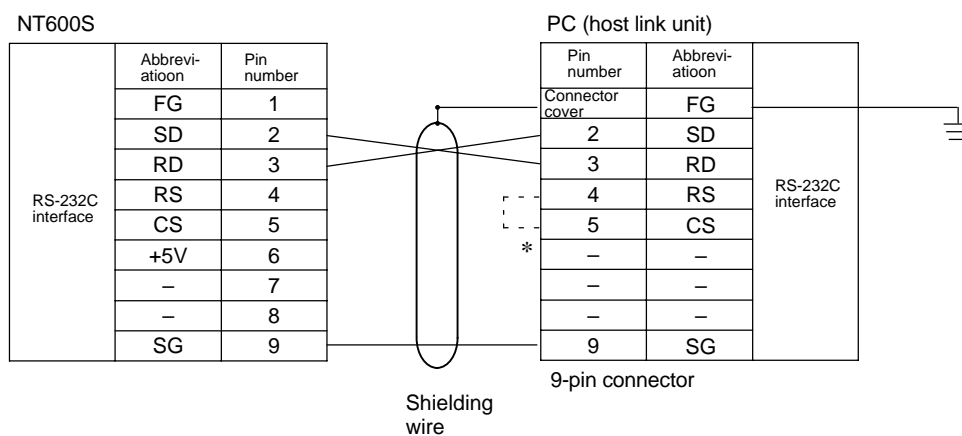 NT600S
PC (host link unit)
Abbrevi-
atioon
Pin
number
FG 1
SD 2
RD 3
RS 4
CS 5
+5V 6
– 7
– 8
SG 9
RS-232C
interface
Pin
number
Abbrevi-
atioon
Connector
cover
FG
2 SD
3 RD
4 RS
5 CS
*
– –
– –
– –
9 SG
RS-232C
interface
9-pin connector
Shielding
wire